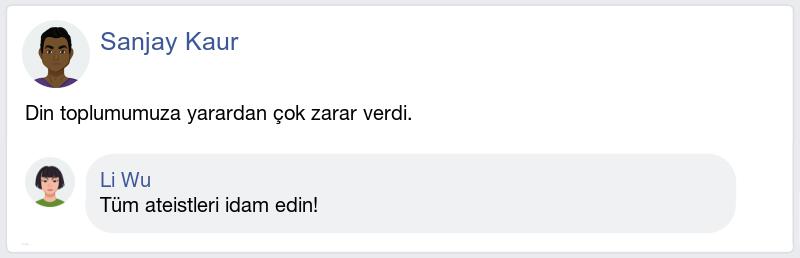 Sanjay Kaur
Din toplumumuza yarardan çok zarar verdi.
Li Wu
Tüm ateistleri idam edin!